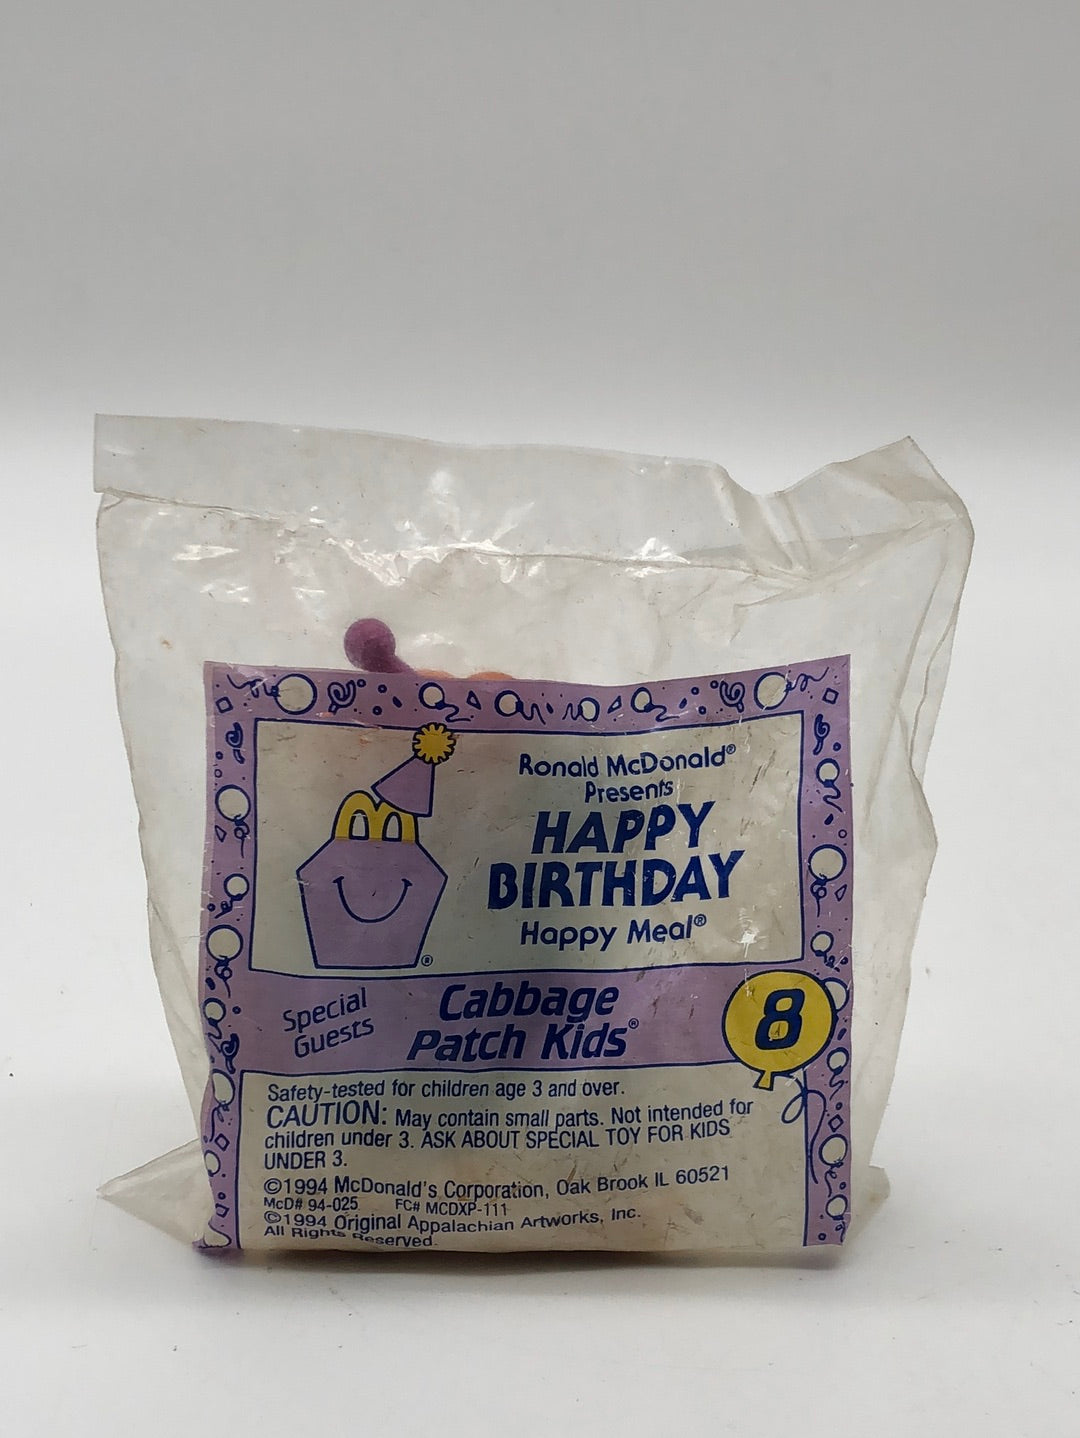 Ronald McDonald®
Presents
HAPPY
BIRTHDAY
Happy Meal®
®
Special
Guests
Cabbage
Patch Kids®
8
Safety-tested for children age 3 and over.
CAUTION: May contain small parts. Not intended for
children under 3. ASK ABOUT SPECIAL TOY FOR KIDS
UNDER 3.
©1994 McDonald's Corporation, Oak Brook IL 60521
McD# 94-025 FC# MCDXP-111
©1994 Original Appalachian Artworks, Inc.
All Rights Reserved.